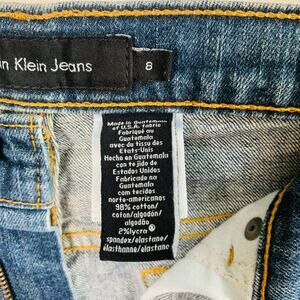 in Klein Jeans
8
Made in Guatemala
of U.S.A. fabric
Fabriqué au
Guatemala
avec du tissu des
Etats-Unis
Hecho en Guatemala
con tejido de
Estados Unidos
Fabricado na
Guatemala
com tecidos
norte-americanos
98% cotton/
coton/algodón/
algodão
2% lycra
spandex/elastane/
elasthanne/elastane